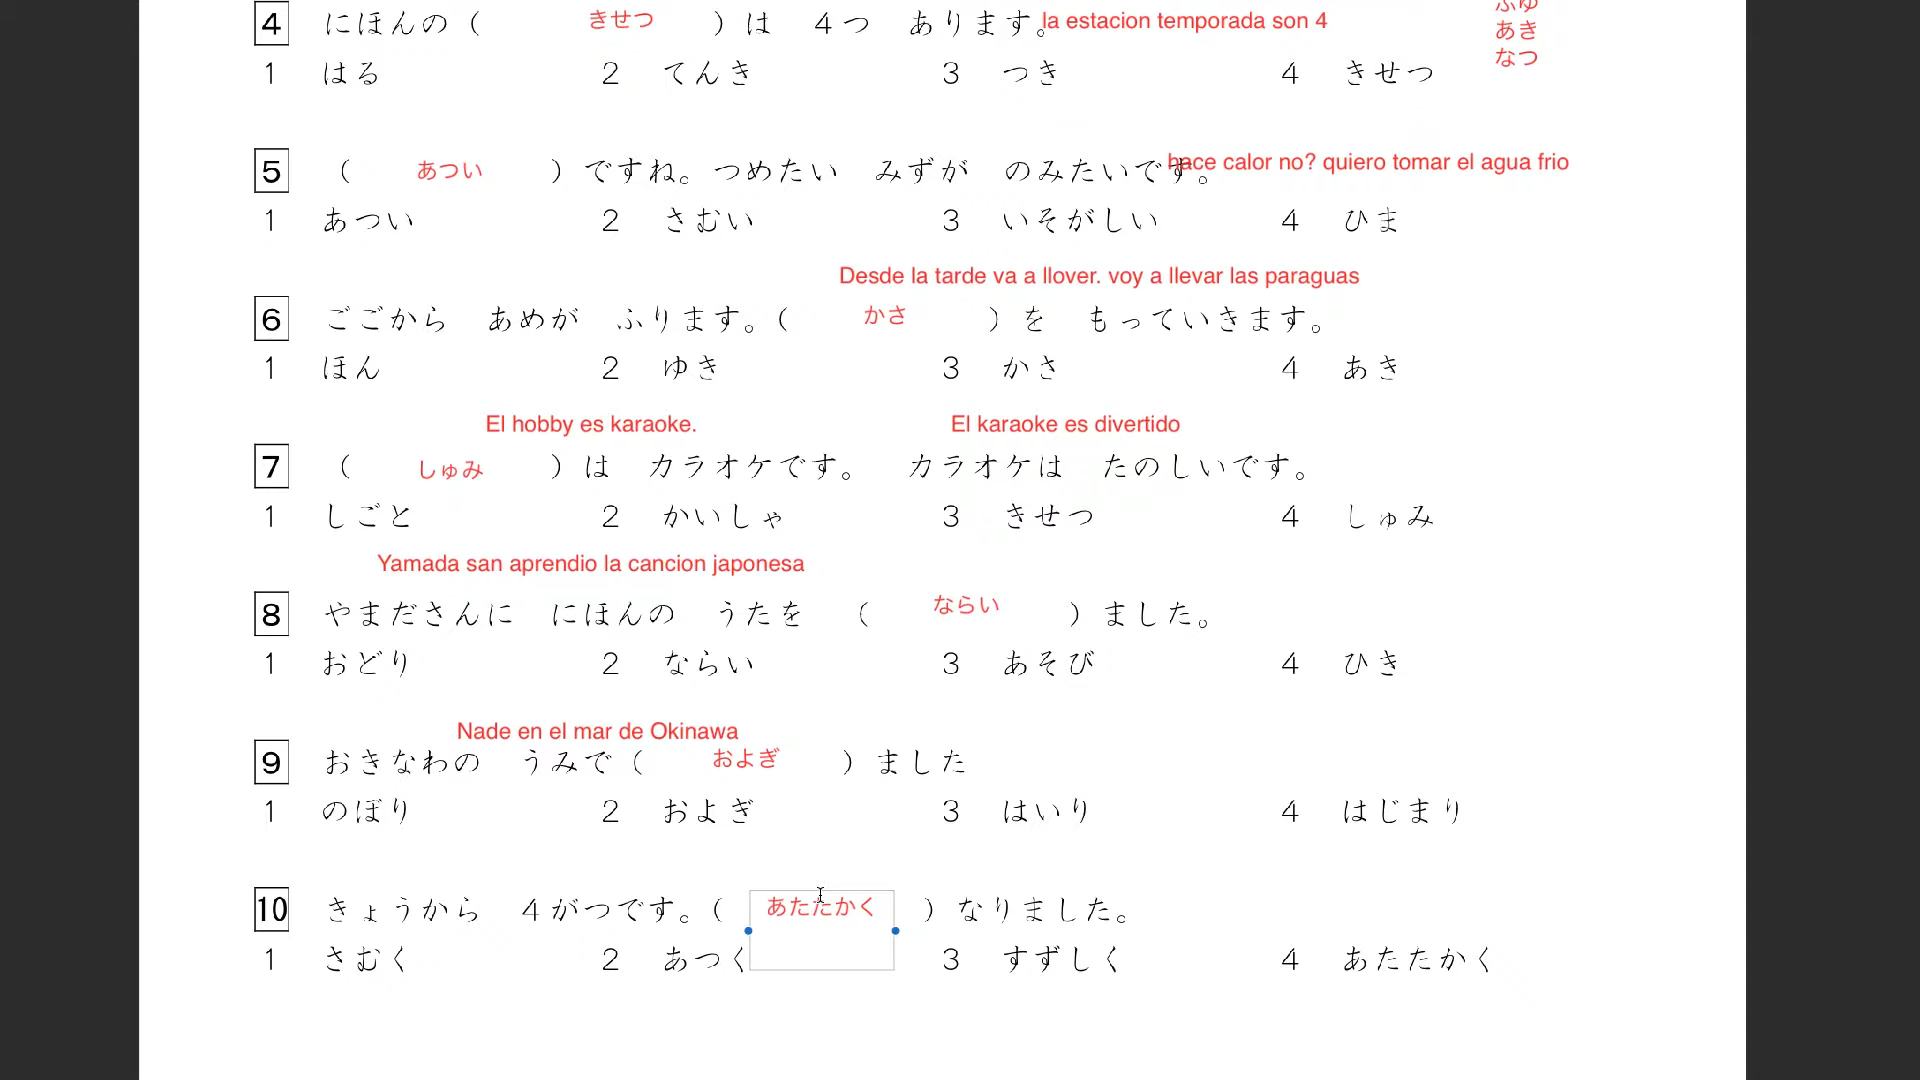 4 にほんの（ きせつ ）は 4つ あります。la estacion temporada son 4
ふゆ
あき
なつ
1 はる 2 てんき 3 つき 4 きせつ
5 （ あつい ）ですね。つめたい みずが のみたいです。hace calor no? quiero tomar el agua frio
1 あつい 2 さむい 3 いそがしい 4 ひま
Desde la tarde va a llover. voy a llevar las paraguas
6 ごごから あめが ふります。（ かさ ）を もっていきます。
1 ほん 2 ゆき 3 かさ 4 あき
El hobby es karaoke. El karaoke es divertido
7 （ しゅみ ）は カラオケです。 カラオケは たのしいです。
1 しごと 2 かいしゃ 3 きせつ 4 しゅみ
Yamada san aprendio la cancion japonesa
8 やまださんに にほんの うたを （ ならい ）ました。
1 おどり 2 ならい 3 あそび 4 ひき
Nade en el mar de Okinawa
9 おきなわの うみで（ およぎ ）ました
1 のぼり 2 およぎ 3 はいり 4 はじまり
10 きょうから 4がつです。（ あたたかく ）なりました。
1 さむく 2 あつく 3 すずしく 4 あたたかく